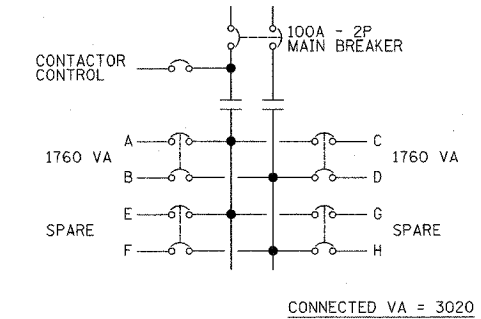 100A - 2P
MAIN BREAKER
CONTACTOR
CONTROL
A
C
1760 VA
1760 VA
B
D
E
G
SPARE
SPARE
F
H
CONNECTED VA = 3020